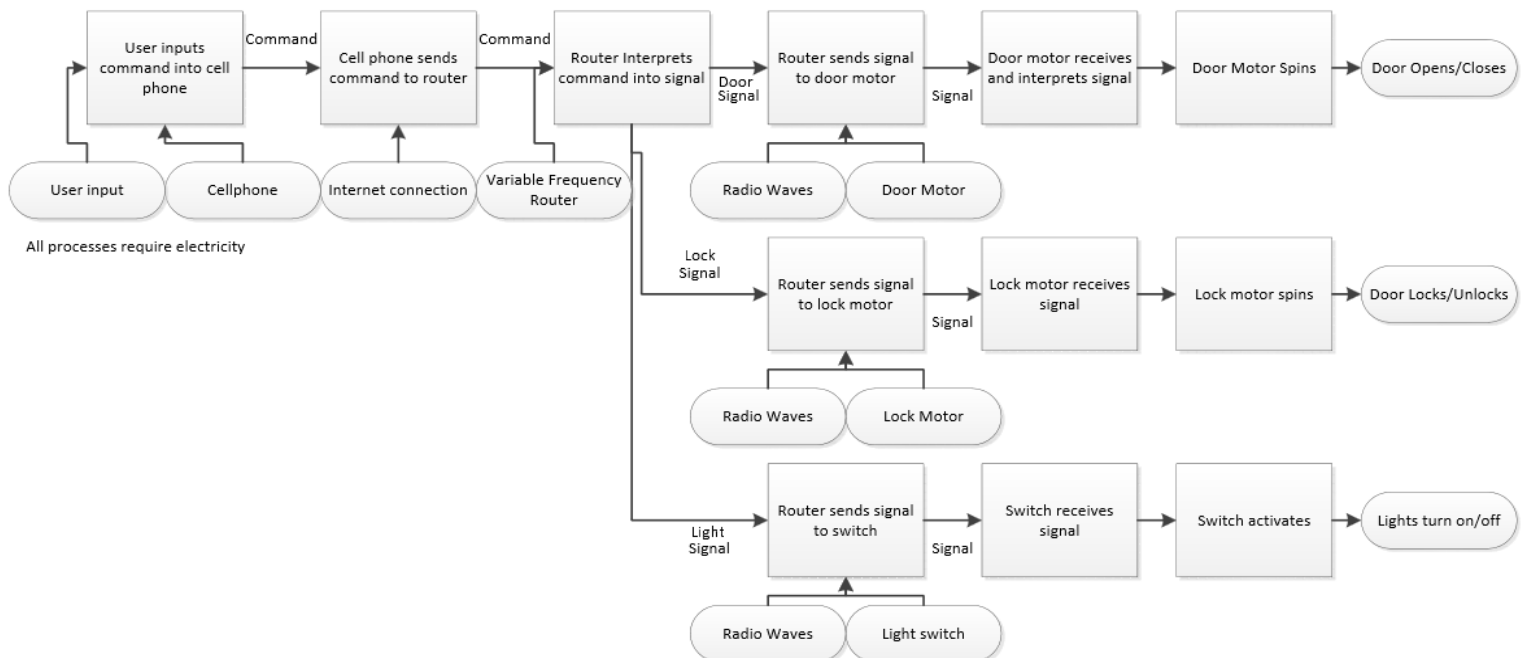 User inputs
command into cell
phone
Command
Cell phone sends
command to router
Command
Router Interprets
command into signal
Door
Signal
Router sends signal
to door motor
Signal
Door motor receives
and interprets signal
Door Motor Spins
Door Opens/Closes
User input
Cellphone
Internet connection
Variable Frequency
Router
Radio Waves
Door Motor
All processes require electricity
Lock
Signal
Router sends signal
to lock motor
Signal
Lock motor receives
signal
Lock motor spins
Door Locks/Unlocks
Radio Waves
Lock Motor
Light
Signal
Router sends signal
to switch
Signal
Switch receives
signal
Switch activates
Lights turn on/off
Radio Waves
Light switch